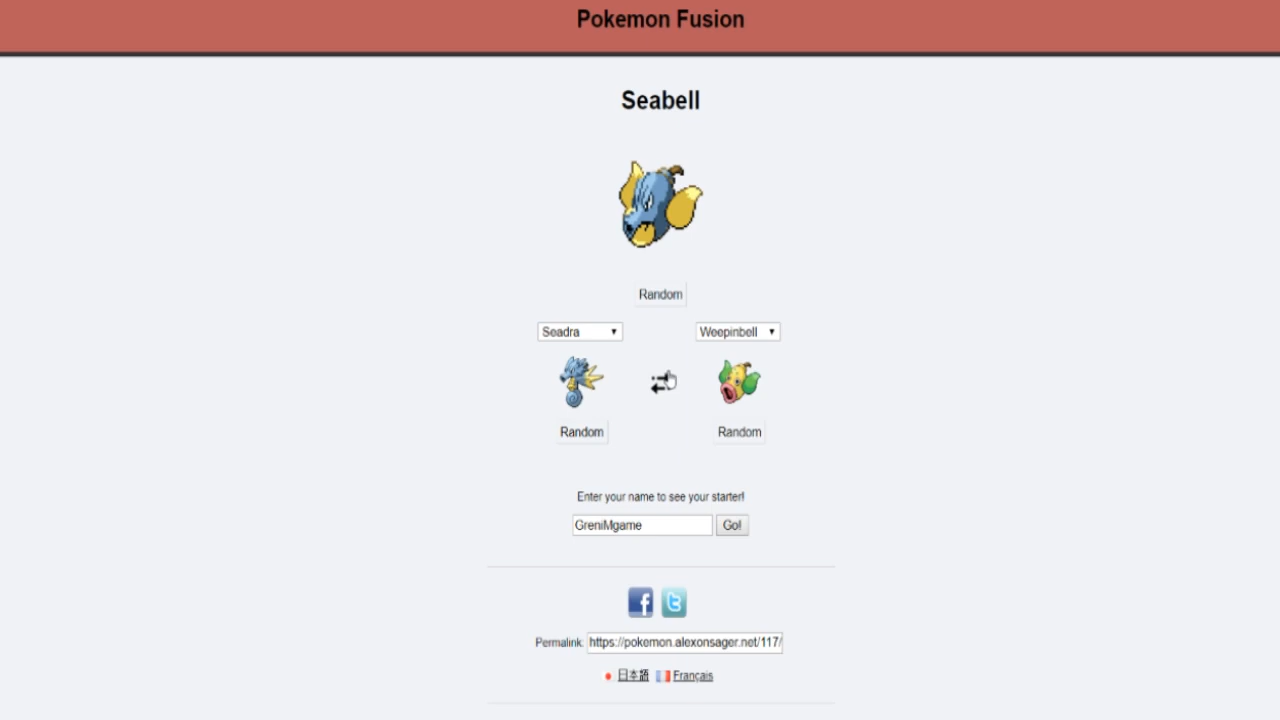 Pokemon Fusion
Seabell
Random
Seadra
Weepinbell
Random
Random
Enter your name to see your starter!
GreniMgame Go!
Permalink: https://pokemon.alexonsager.net/117/
日本語 Français